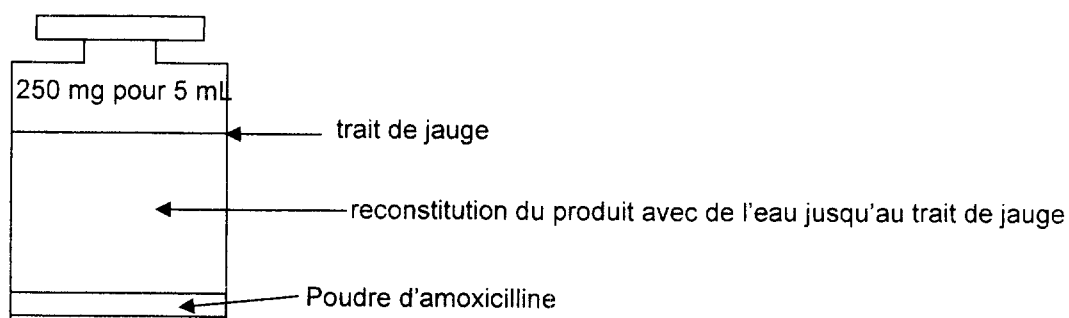 250 mg pour 5 mL
trait de jauge
reconstitution du produit avec de l'eau jusqu'au trait de jauge
Poudre d'amoxicilline